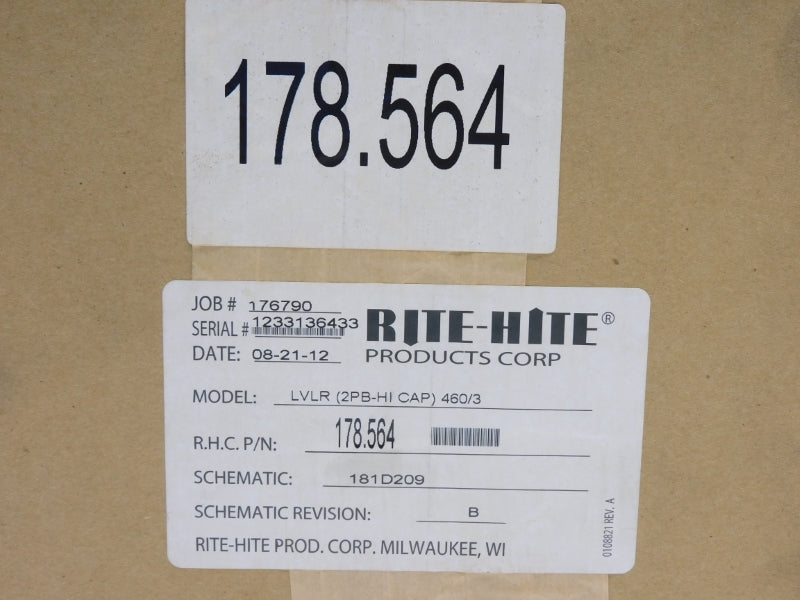 178.564
JOB # 176790
SERIAL # 1233136433
RITE-HITE®
DATE: 08-21-12
PRODUCTS CORP
MODEL: LVLR (2PB-HI CAP) 460/3
R.H.C. P/N: 178.564
SCHEMATIC: 181D209
SCHEMATIC REVISION: B
RITE-HITE PROD. CORP. MILWAUKEE, WI
0108821 REV. A